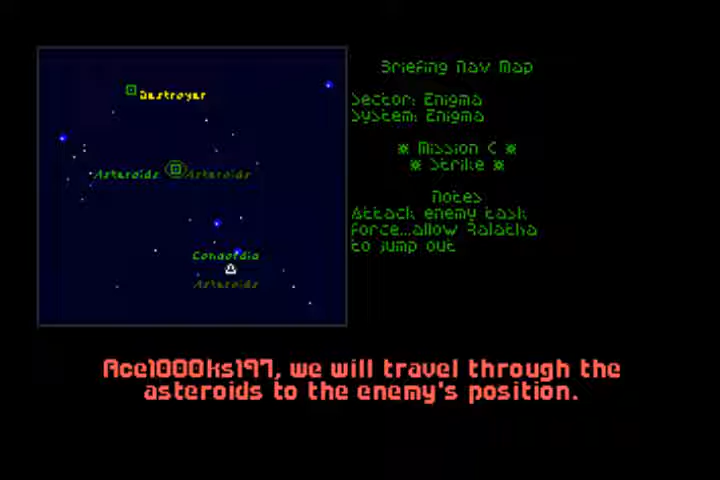 Briefing Nav Map
Destroyer
Sector: Enigma
System: Enigma
* Mission C *
* Strike *
Asteroids Asteroids
Notes
Attack enemy task
force...allow Ralatha
to jump out
Concordia
Asteroids
Ace1000ks197, we will travel through the
asteroids to the enemy's position.